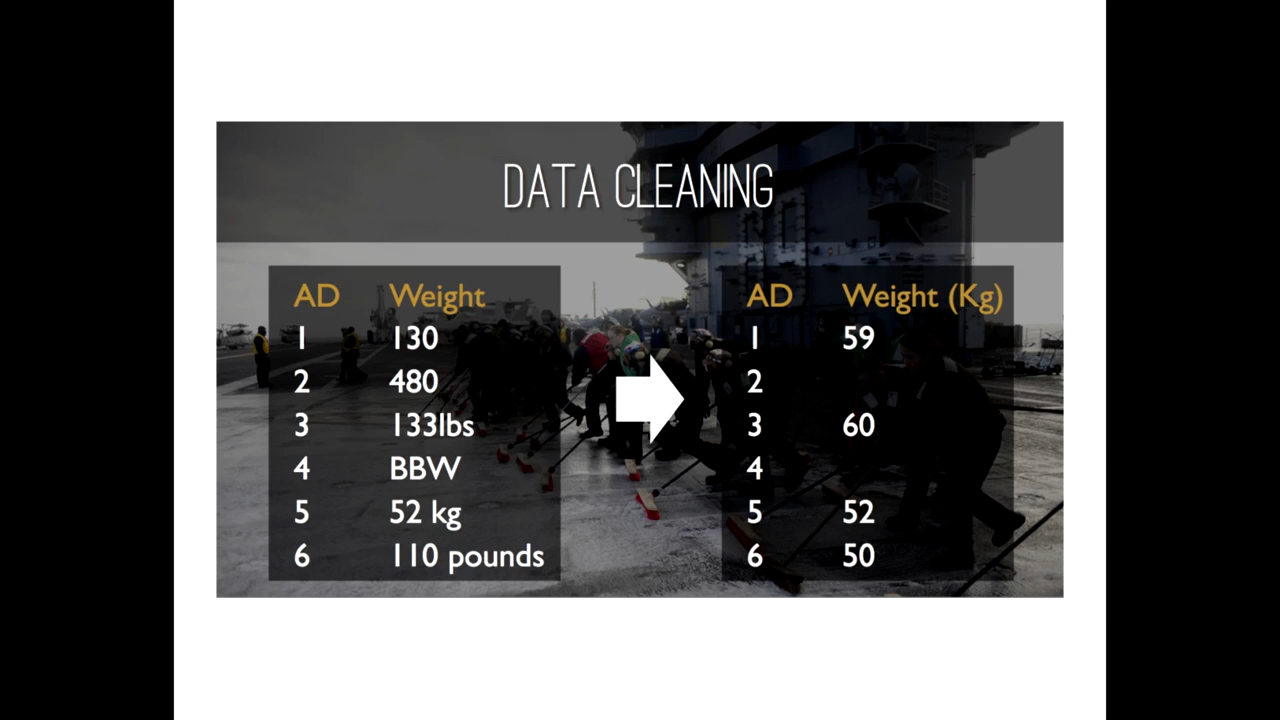 DATA CLEANING
AD Weight
1 130
2 480
3 133lbs
4 BBW
5 52 kg
6 110 pounds
AD Weight (Kg)
1 59
2
3 60
4
5 52
6 50